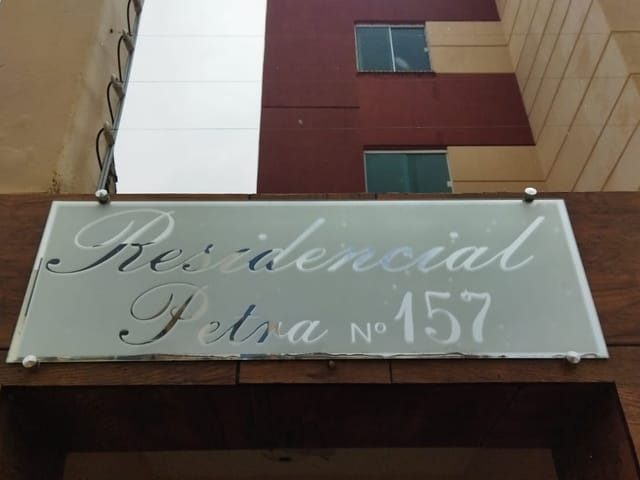 Residencial
Petra Nº 157